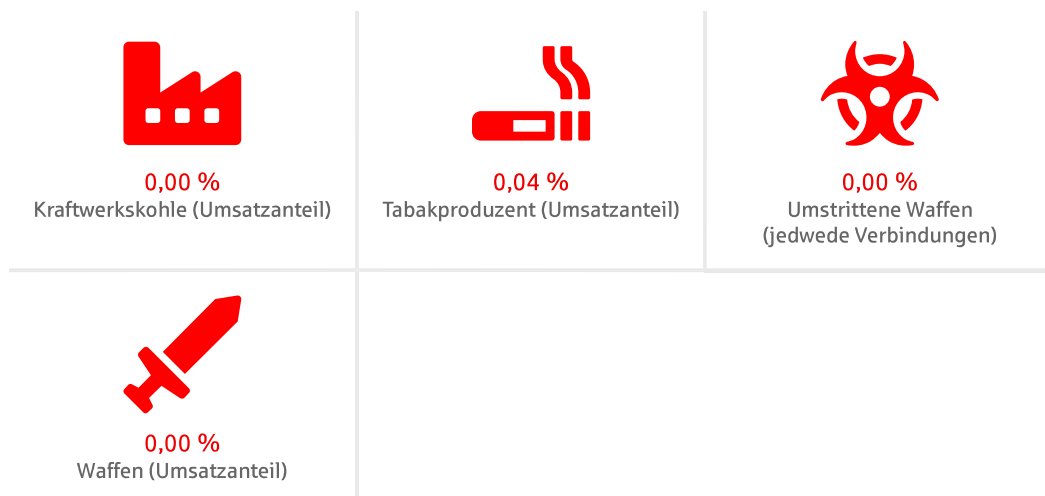 0,00 %
Kraftwerkskohle (Umsatzanteil)
0,04 %
Tabakproduzent (Umsatzanteil)
0,00 %
Umstrittene Waffen
(jedwede Verbindungen)
0,00 %
Waffen (Umsatzanteil)